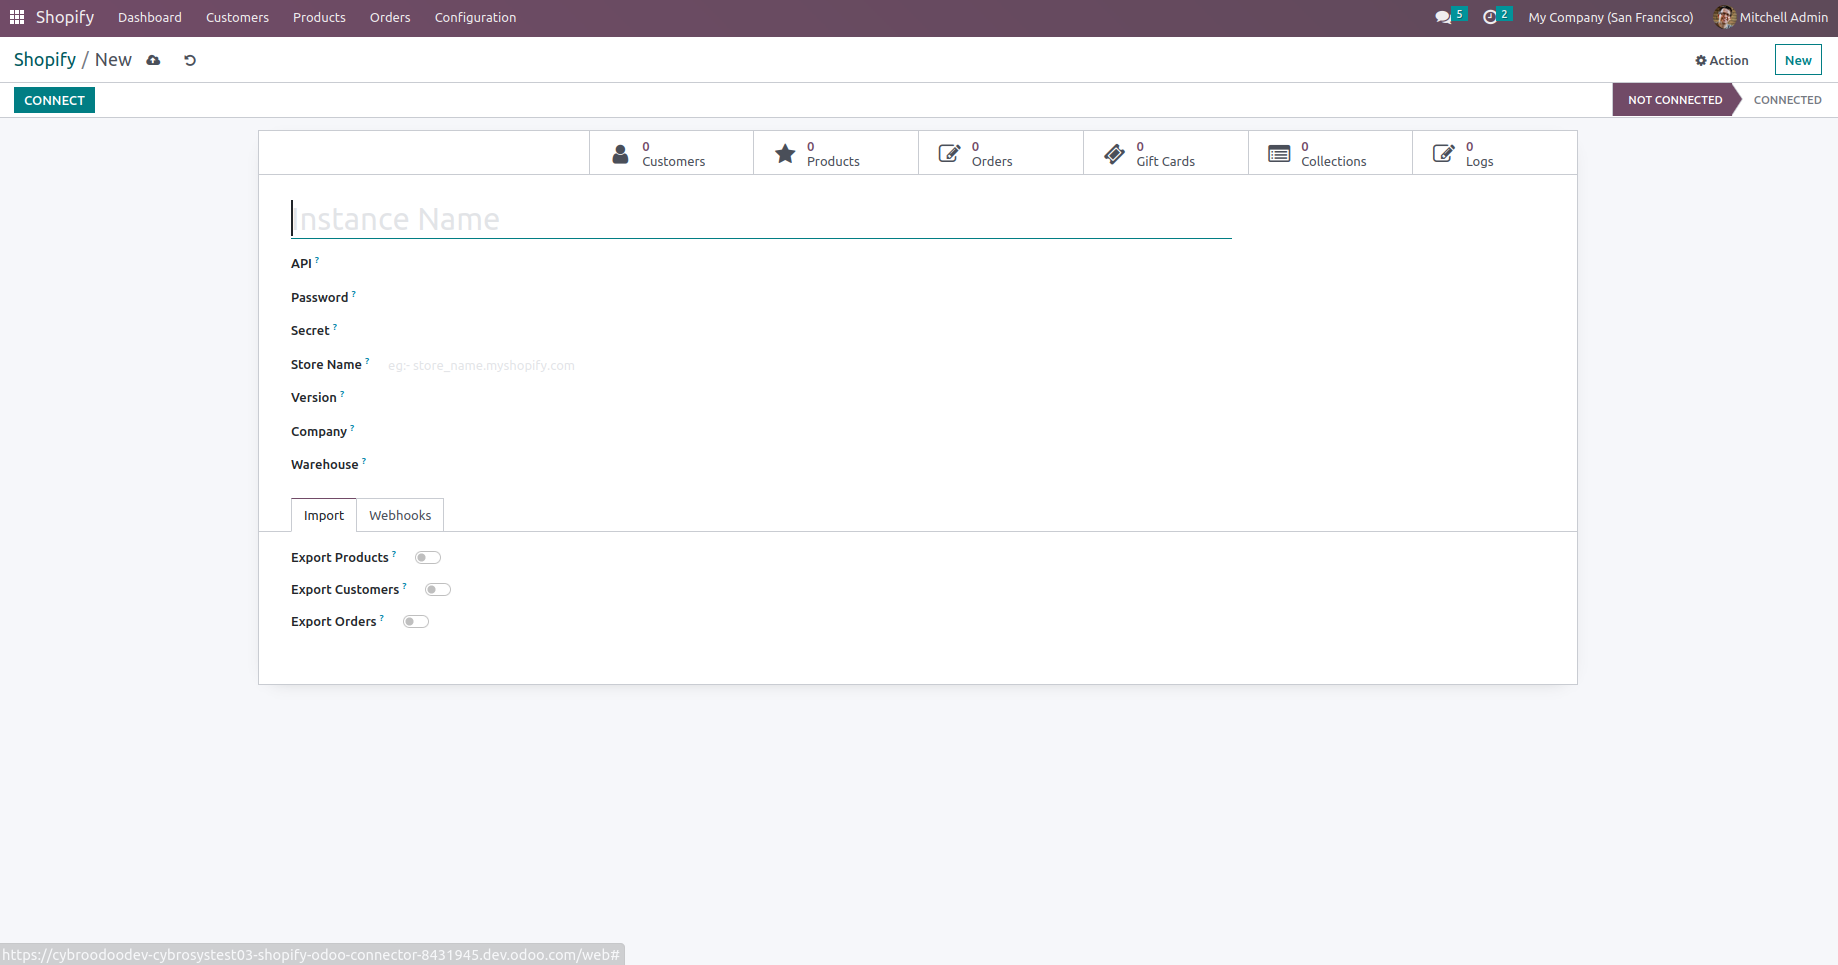 Shopify Dashboard Customers Products Orders Configuration 5 2 My Company (San Francisco) Mitchell Admin
Shopify / New Action New
CONNECT NOT CONNECTED CONNECTED
0 Customers
0 Products
0 Orders
0 Gift Cards
0 Collections
0 Logs
Instance Name
API ?
Password ?
Secret ?
Store Name ? eg:- store_name.myshopify.com
Version ?
Company ?
Warehouse ?
Import Webhooks
Export Products ?
Export Customers ?
Export Orders ?
https://cybroodoodev-cybrosystest03-shopify-odoo-connector-8431945.dev.odoo.com/web#